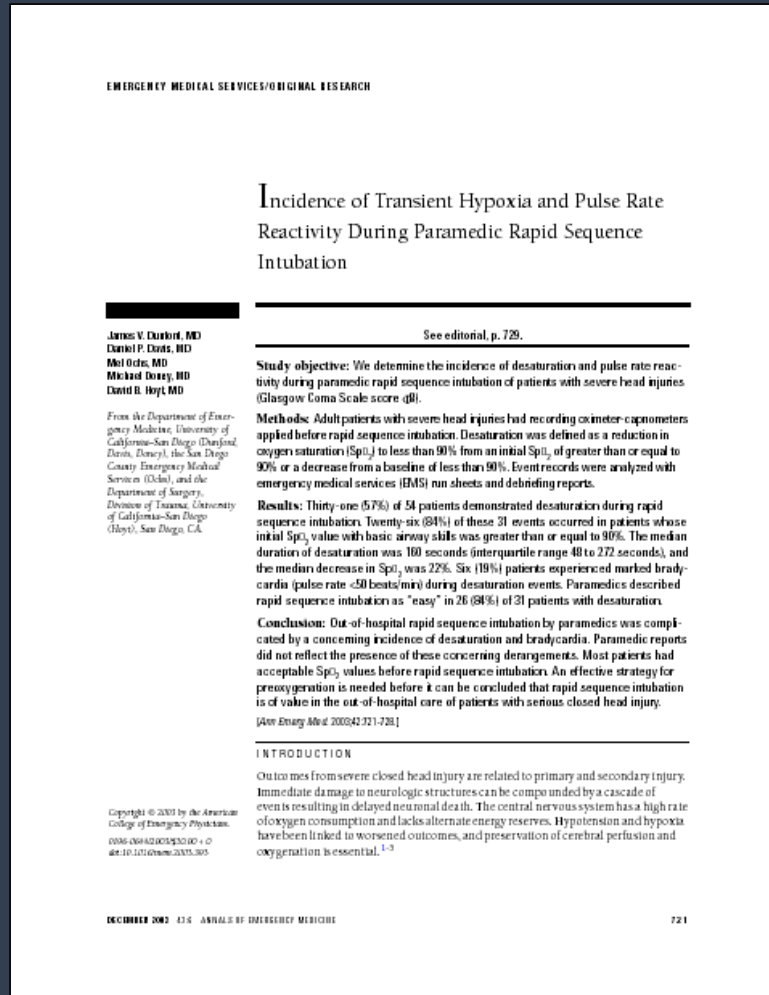 EMERGENCY MEDICAL SERVICES/ORIGINAL RESEARCH
Incidence of Transient Hypoxia and Pulse Rate
Reactivity During Paramedic Rapid Sequence
Intubation
James V. Dunford, MD
Daniel P. Davis, MD
Mel Ochs, MD
Michael Doney, MD
David B. Hoyt, MD
From the Department of Emer-
gency Medicine, University of
California–San Diego (Dunford,
Davis, Doney), the San Diego
County Emergency Medical
Services (Ochs), and the
Department of Surgery,
Division of Trauma, University
of California–San Diego
(Hoyt), San Diego, CA.
See editorial, p. 729.
Study objective: We determine the incidence of desaturation and pulse rate reac-
tivity during paramedic rapid sequence intubation of patients with severe head injuries
(Glasgow Coma Scale score q8).
Methods: Adult patients with severe head injuries had recording oximeter-capnometers
applied before rapid sequence intubation. Desaturation was defined as a reduction in
oxygen saturation (SpO₂) to less than 90% from an initial SpO₂ of greater than or equal to
90% or a decrease from a baseline of less than 90%. Event records were analyzed with
emergency medical services (EMS) run sheets and debriefing reports.
Results: Thirty-one (57%) of 54 patients demonstrated desaturation during rapid
sequence intubation. Twenty-six (84%) of these 31 events occurred in patients whose
initial SpO₂ value with basic airway skills was greater than or equal to 90%. The median
duration of desaturation was 160 seconds (interquartile range 48 to 272 seconds), and
the median decrease in SpO₂ was 22%. Six (19%) patients experienced marked brady-
cardia (pulse rate <50 beats/min) during desaturation events. Paramedics described
rapid sequence intubation as "easy" in 26 (84%) of 31 patients with desaturation.
Conclusion: Out-of-hospital rapid sequence intubation by paramedics was compli-
cated by a concerning incidence of desaturation and bradycardia. Paramedic reports
did not reflect the presence of these concerning derangements. Most patients had
acceptable SpO₂ values before rapid sequence intubation. An effective strategy for
preoxygenation is needed before it can be concluded that rapid sequence intubation
is of value in the out-of-hospital care of patients with serious closed head injury.
[Ann Emerg Med. 2003;42:721-728.]
INTRODUCTION
Outcomes from severe closed head injury are related to primary and secondary injury.
Immediate damage to neurologic structures can be compounded by a cascade of
events resulting in delayed neuronal death. The central nervous system has a high rate
of oxygen consumption and lacks alternate energy reserves. Hypotension and hypoxia
have been linked to worsened outcomes, and preservation of cerebral perfusion and
oxygenation is essential.1-3
Copyright © 2003 by the American
College of Emergency Physicians.
DECEMBER 2003 42:6 ANNALS OF EMERGENCY MEDICINE 721